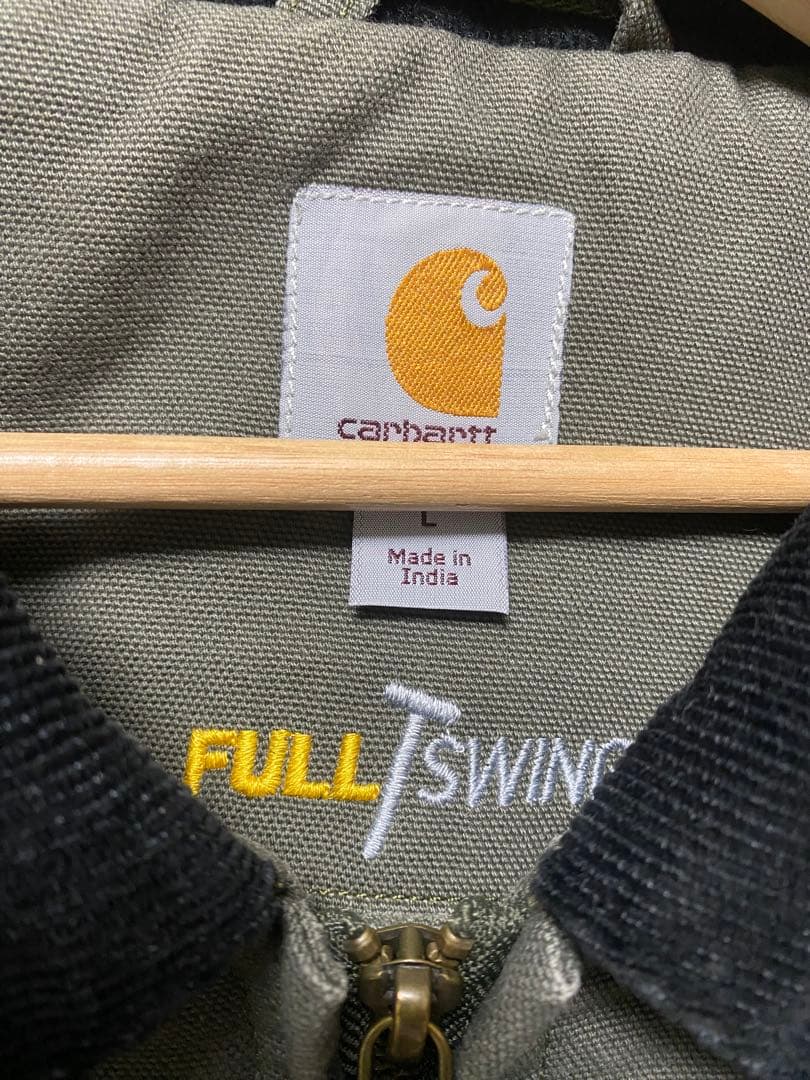 carhartt
L
Made in
India
FULL SWING